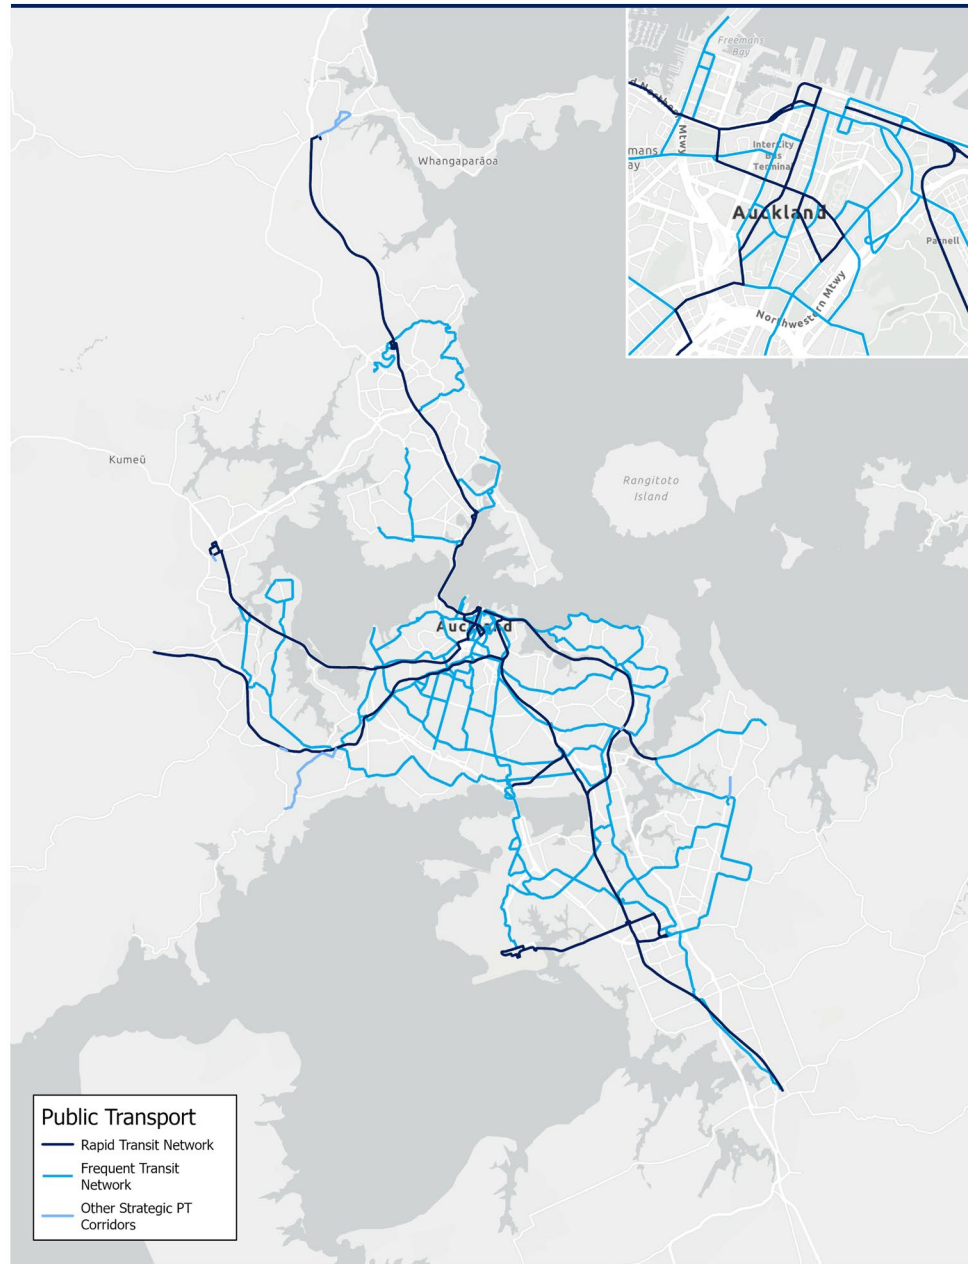 Freemans
Bay
d Northe
Mtwy
mans
ay
InterCity
Bus
Terminal
Auckland
Parnell
Northwestern Mtwy
Whangaparāoa
Kumeū
Rangitoto
Island
Auckland
Public Transport
Rapid Transit Network
Frequent Transit
Network
Other Strategic PT
Corridors